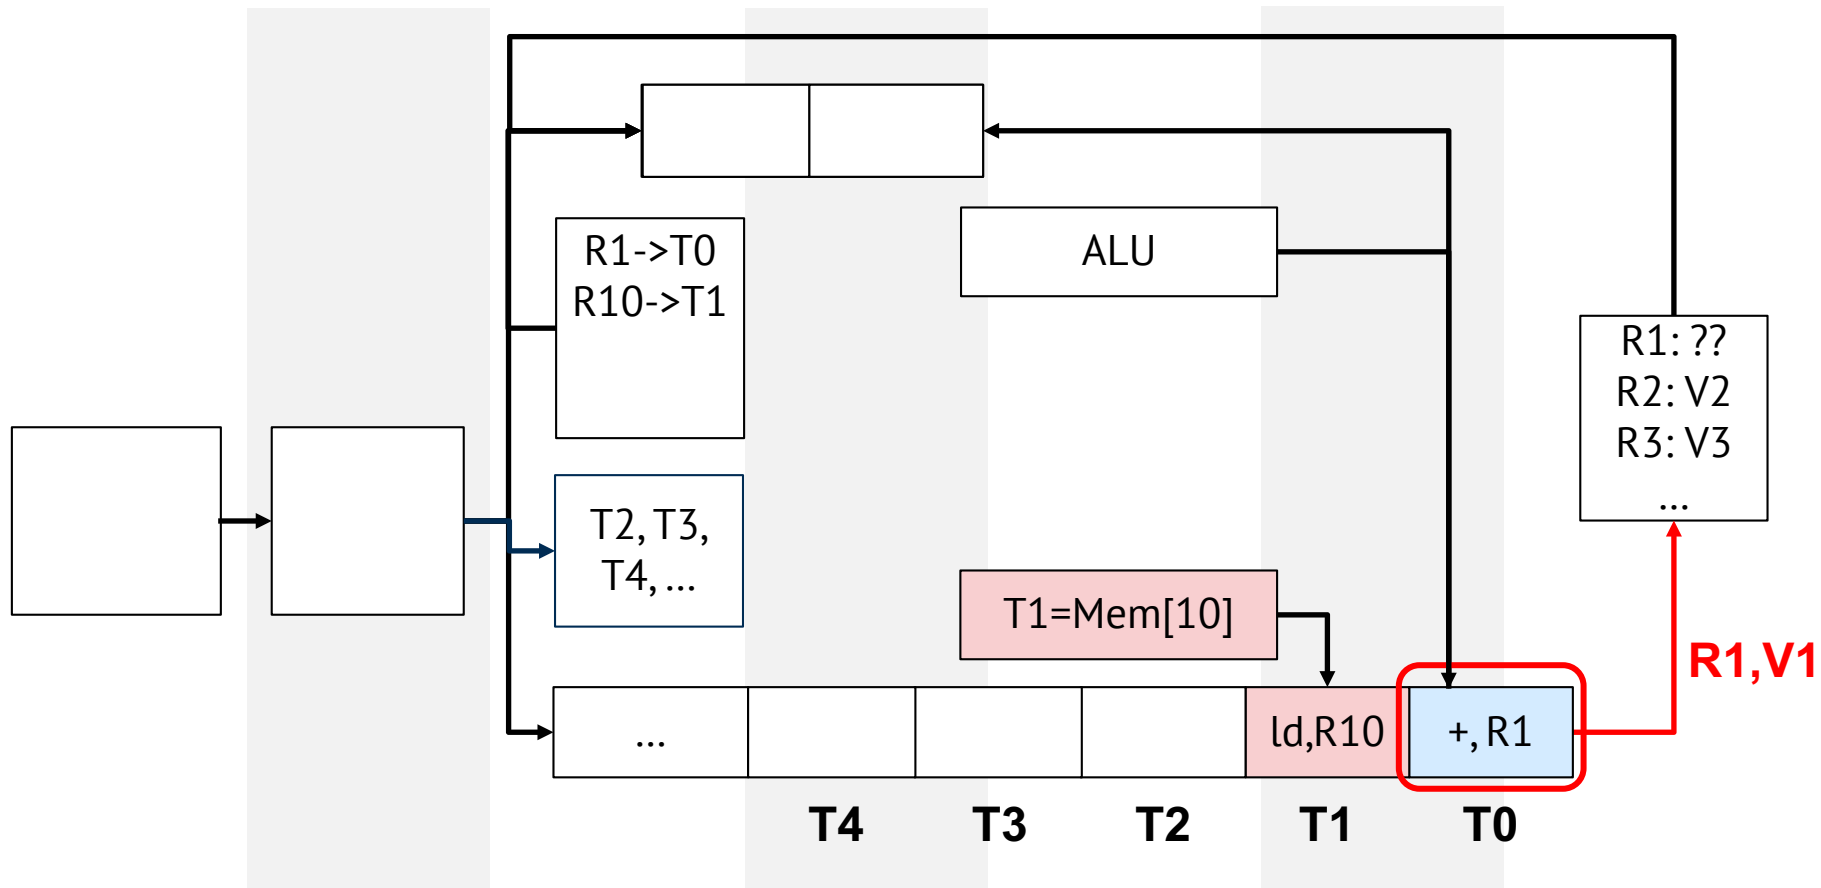 R1->T0
R10->T1
ALU
R1: ??
R2: V2
R3: V3
...
T2, T3,
T4, ...
T1=Mem[10]
R1,V1
...
ld,R10
+, R1
T4
T3
T2
T1
T0